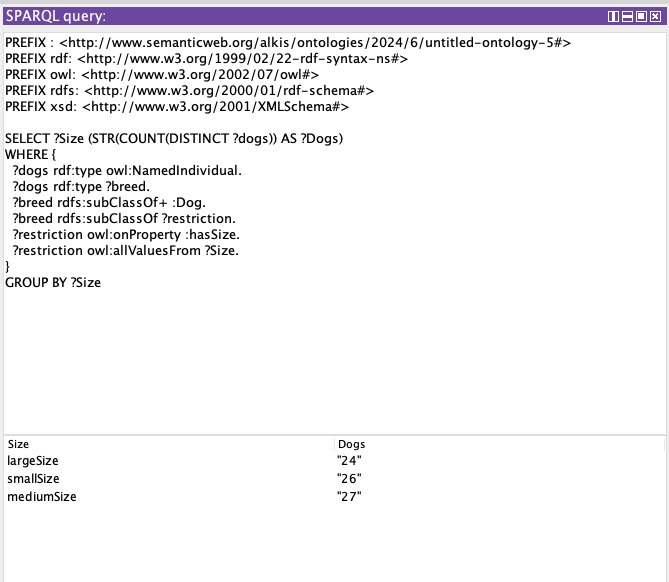 SPARQL query:
PREFIX : <http://www.semanticweb.org/alkis/ontologies/2024/6/untitled-ontology-5#>
PREFIX rdf: <http://www.w3.org/1999/02/22-rdf-syntax-ns#>
PREFIX owl: <http://www.w3.org/2002/07/owl#>
PREFIX rdfs: <http://www.w3.org/2000/01/rdf-schema#>
PREFIX xsd: <http://www.w3.org/2001/XMLSchema#>

SELECT ?Size (STR(COUNT(DISTINCT ?dogs)) AS ?Dogs)
WHERE {
  ?dogs rdf:type owl:NamedIndividual.
  ?dogs rdf:type ?breed.
  ?breed rdfs:subClassOf+ :Dog.
  ?breed rdfs:subClassOf ?restriction.
  ?restriction owl:onProperty :hasSize.
  ?restriction owl:allValuesFrom ?Size.
}
GROUP BY ?Size
Size Dogs
largeSize "24"
smallSize "26"
mediumSize "27"